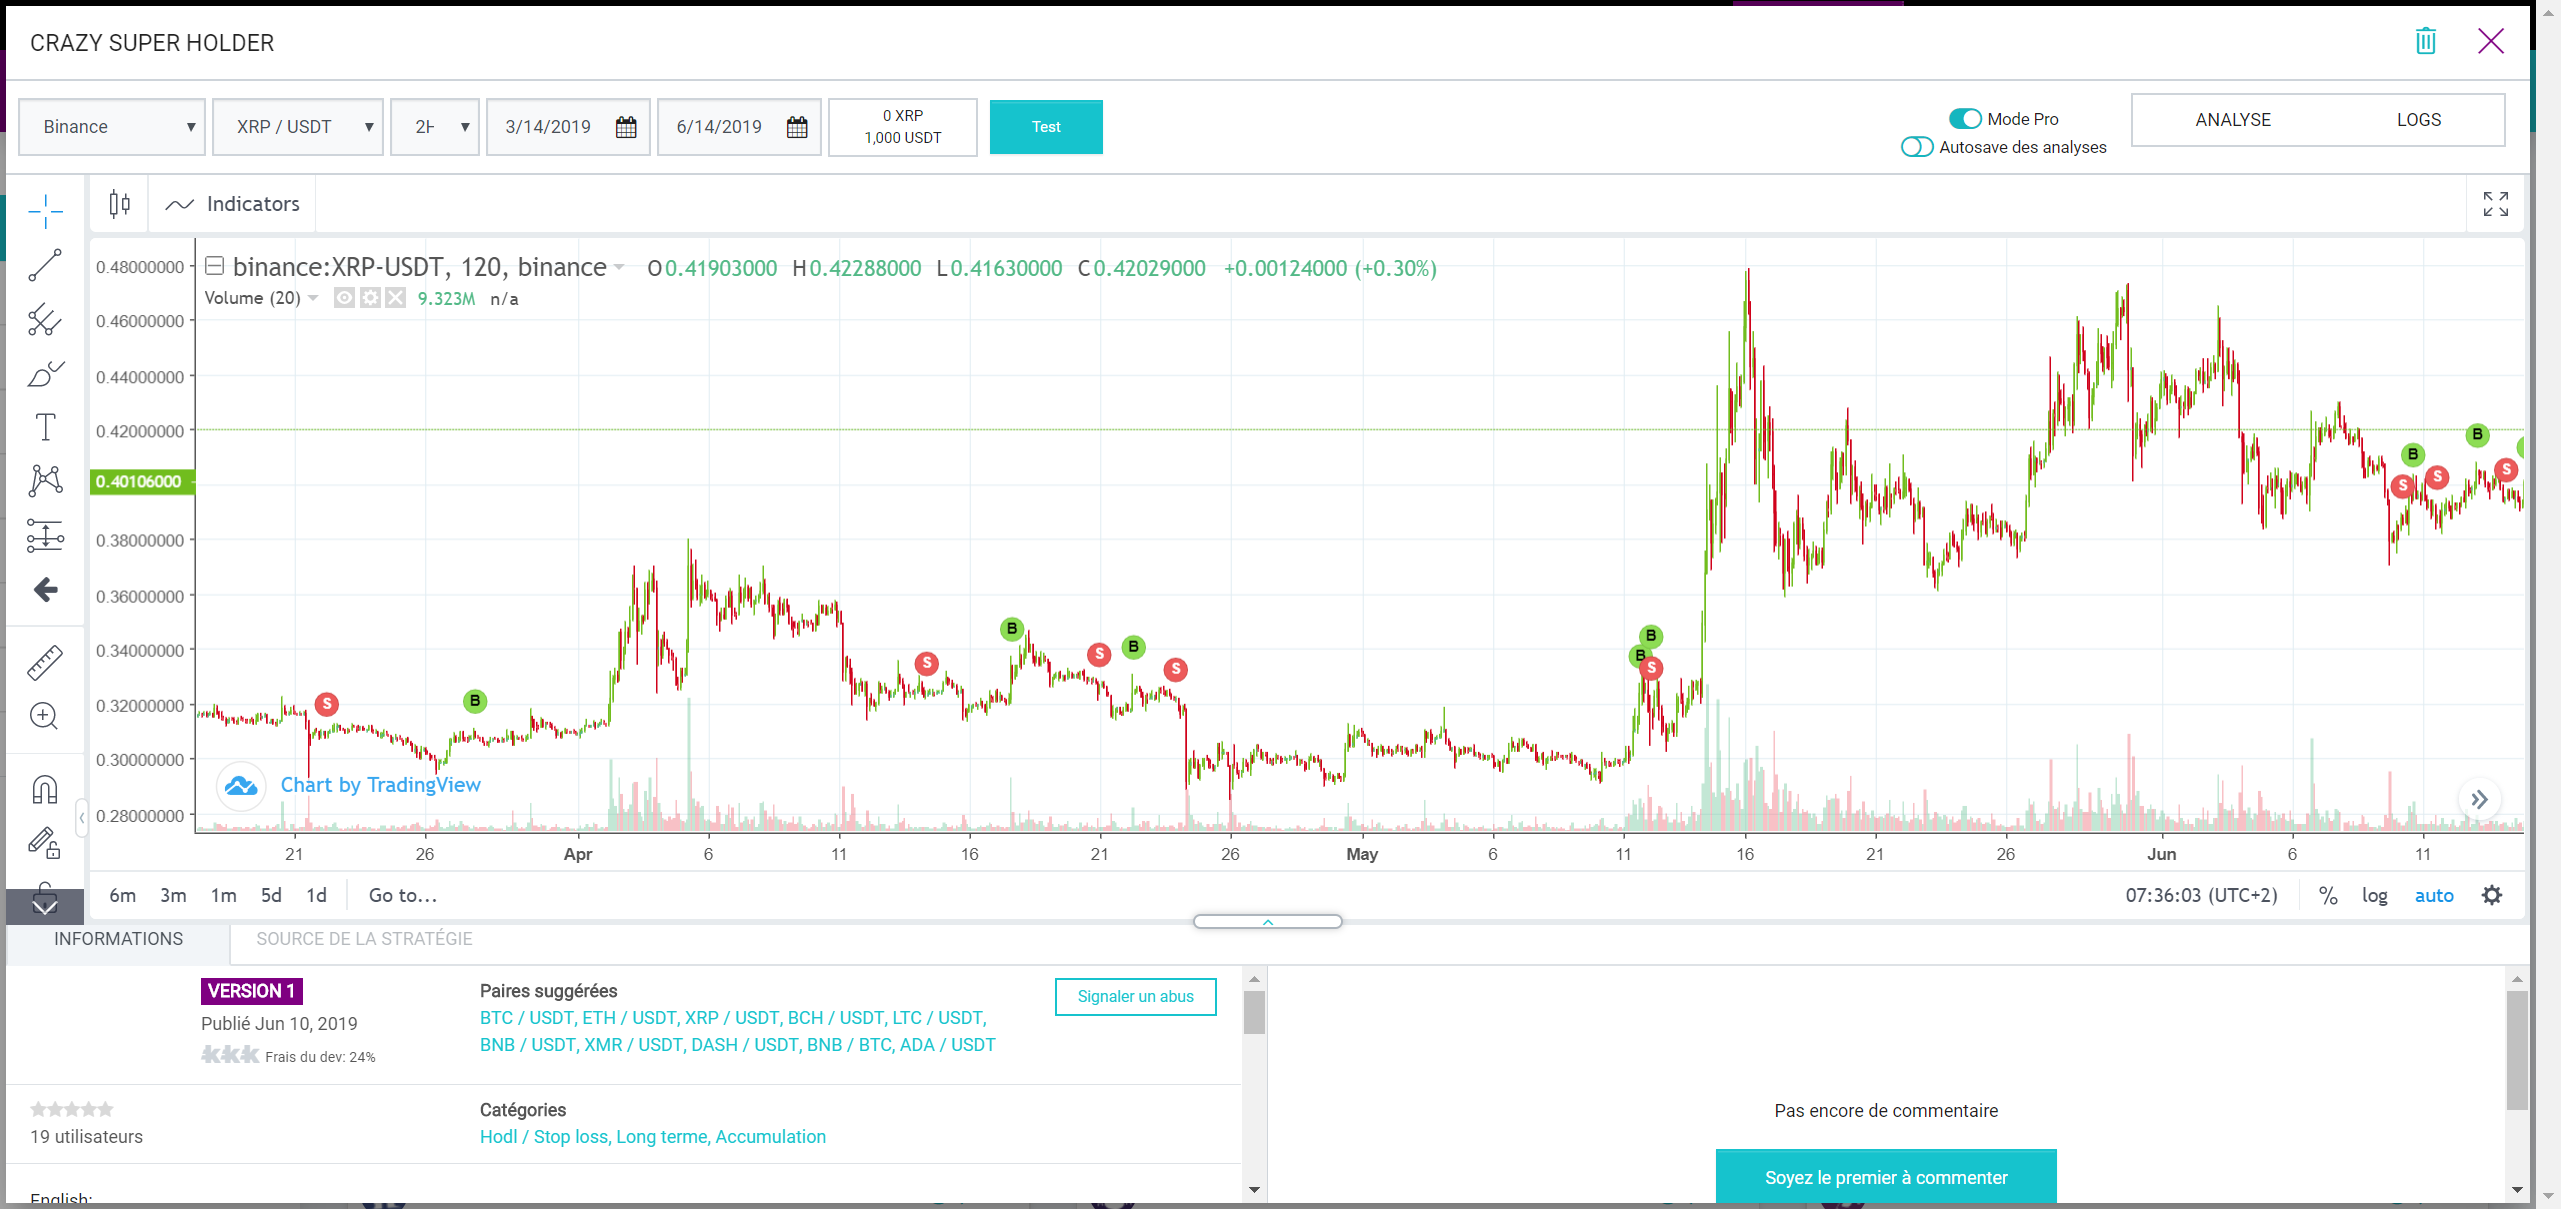 CRAZY SUPER HOLDER
Binance XRP / USDT 2H 3/14/2019 6/14/2019 0 XRP 1,000 USDT Test
Mode Pro
Autosave des analyses
ANALYSE LOGS
Indicators
binance:XRP-USDT, 120, binance O0.41903000 H0.42288000 L0.41630000 C0.42029000 +0.00124000 (+0.30%)
Volume (20) 9.323M n/a
0.48000000
0.46000000
0.44000000
0.42000000
0.40106000
0.38000000
0.36000000
0.34000000
0.32000000
0.30000000
0.28000000
S B S B S B S B B S S B S B S
Chart by TradingView
21 26 Apr 6 11 16 21 26 May 6 11 16 21 26 Jun 6 11
6m 3m 1m 5d 1d Go to... 07:36:03 (UTC+2) % log auto
INFORMATIONS SOURCE DE LA STRATÉGIE
VERSION 1
Publié Jun 10, 2019
Frais du dev: 24%
Paires suggérées
BTC / USDT, ETH / USDT, XRP / USDT, BCH / USDT, LTC / USDT,
BNB / USDT, XMR / USDT, DASH / USDT, BNB / BTC, ADA / USDT
Signaler un abus
19 utilisateurs
Catégories
Hodl / Stop loss, Long terme, Accumulation
English:
Pas encore de commentaire
Soyez le premier à commenter